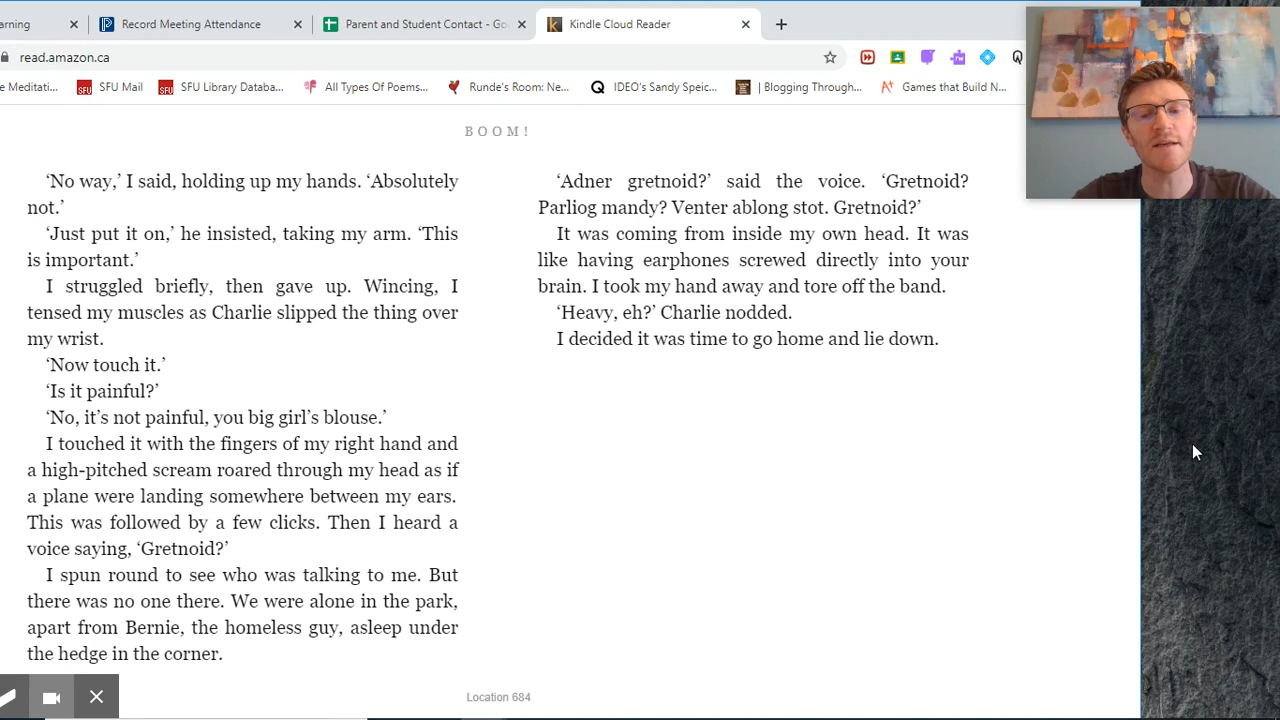 arning
Record Meeting Attendance
Parent and Student Contact - Go
Kindle Cloud Reader
read.amazon.ca
e Meditati...
SFU Mail
SFU Library Databa...
All Types Of Poems...
Runde's Room: Ne...
IDEO's Sandy Speic...
| Blogging Through...
Games that Build N...
BOOM!
‘No way,’ I said, holding up my hands. ‘Absolutely
not.’
‘Just put it on,’ he insisted, taking my arm. ‘This
is important.’
I struggled briefly, then gave up. Wincing, I
tensed my muscles as Charlie slipped the thing over
my wrist.
‘Now touch it.’
‘Is it painful?’
‘No, it’s not painful, you big girl’s blouse.’
I touched it with the fingers of my right hand and
a high-pitched scream roared through my head as if
a plane were landing somewhere between my ears.
This was followed by a few clicks. Then I heard a
voice saying, ‘Gretnoid?’
I spun round to see who was talking to me. But
there was no one there. We were alone in the park,
apart from Bernie, the homeless guy, asleep under
the hedge in the corner.
‘Adner gretnoid?’ said the voice. ‘Gretnoid?
Parliog mandy? Venter ablong stot. Gretnoid?’
It was coming from inside my own head. It was
like having earphones screwed directly into your
brain. I took my hand away and tore off the band.
‘Heavy, eh?’ Charlie nodded.
I decided it was time to go home and lie down.
Location 684